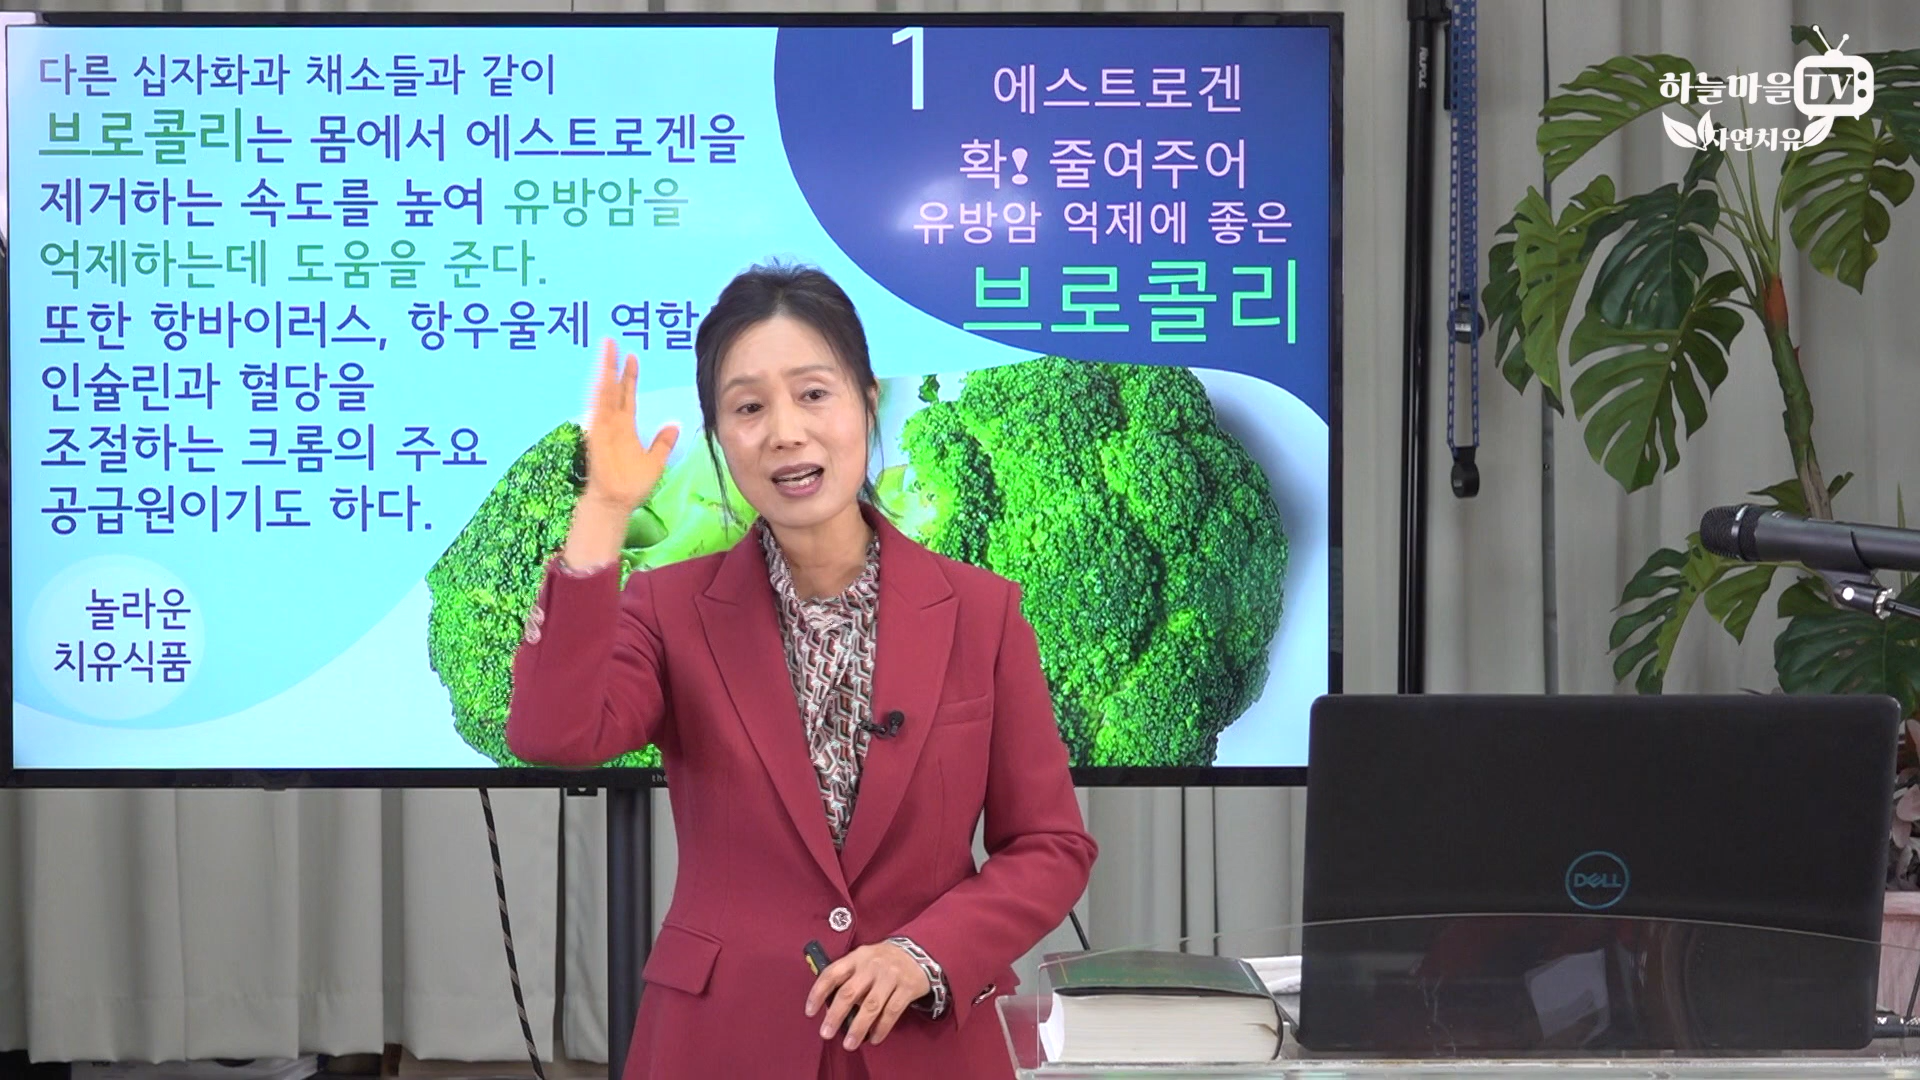 다른 십자화과 채소들과 같이
브로콜리는 몸에서 에스트로겐을
제거하는 속도를 높여 유방암을
억제하는데 도움을 준다.
또한 항바이러스, 항우울제 역할
인슐린과 혈당을
조절하는 크롬의 주요
공급원이기도 하다.
놀라운
치유식품
1
에스트로겐
확! 줄여주어
유방암 억제에 좋은
브로콜리
하늘마을TV
자연치유
DELL